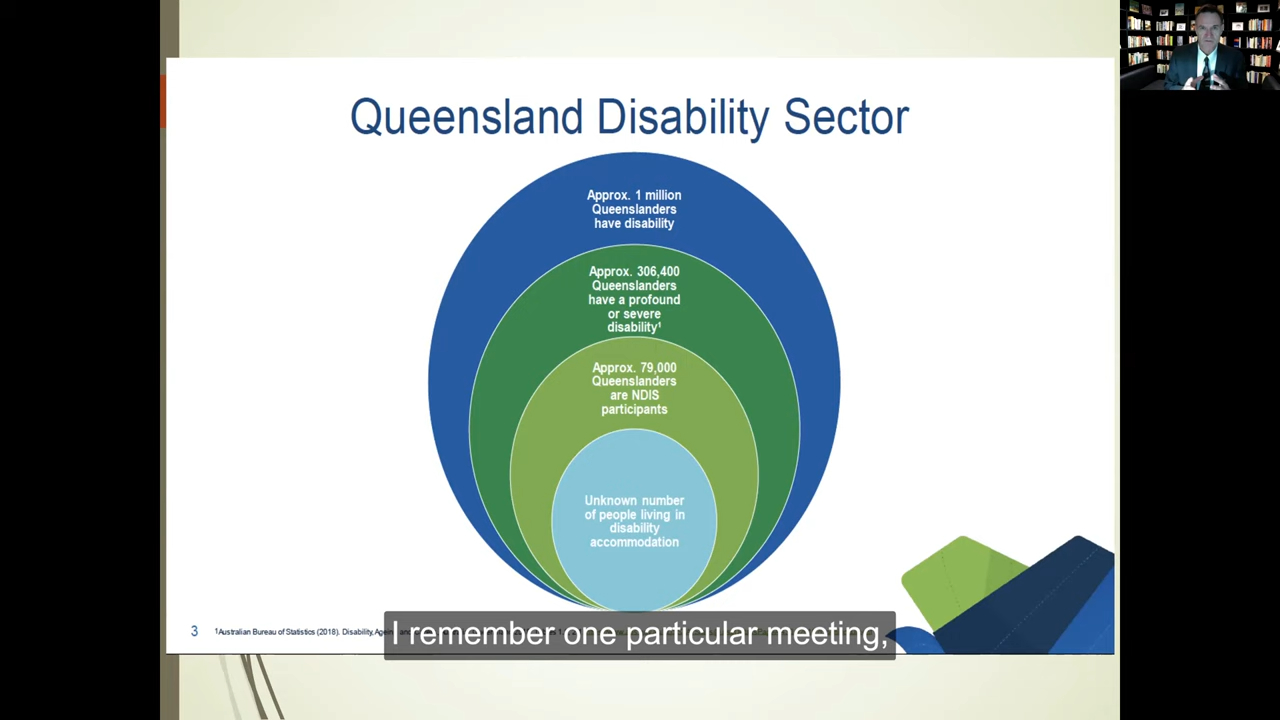 Queensland Disability Sector
Approx. 1 million
Queenslanders
have disability
Approx. 306,400
Queenslanders
have a profound
or severe
disability¹
Approx. 79,000
Queenslanders
are NDIS
participants
Unknown number
of people living in
disability
accommodation
3
¹Australian Bureau of Statistics (2018). Disability, Ageing
I remember one particular meeting,